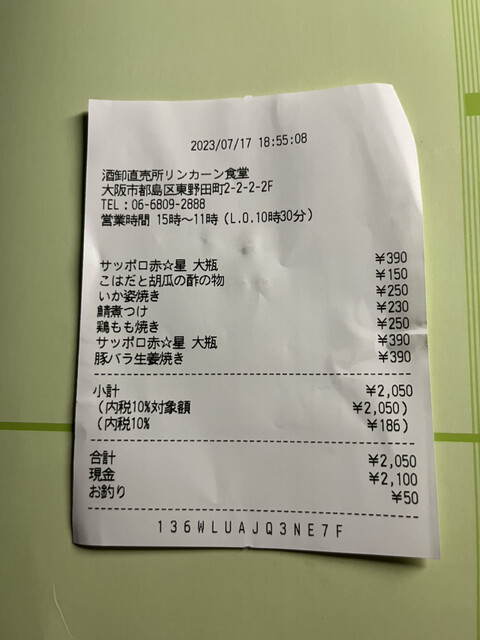 2023/07/17 18:55:08
酒卸直売所リンカーン食堂
大阪市都島区東野田町2-2-2-2F
TEL：06-6809-2888
営業時間 15時〜11時（L.O.10時30分）
サッポロ赤☆星 大瓶 ¥390
こはだと胡瓜の酢の物 ¥150
いか姿焼き ¥250
鯖煮つけ ¥230
鶏もも焼き ¥250
サッポロ赤☆星 大瓶 ¥390
豚バラ生姜焼き ¥390
小計 ¥2,050
（内税10%対象額 ¥2,050）
（内税10% ¥186）
合計 ¥2,050
現金 ¥2,100
お釣り ¥50
136WLUAJQ3NE7F